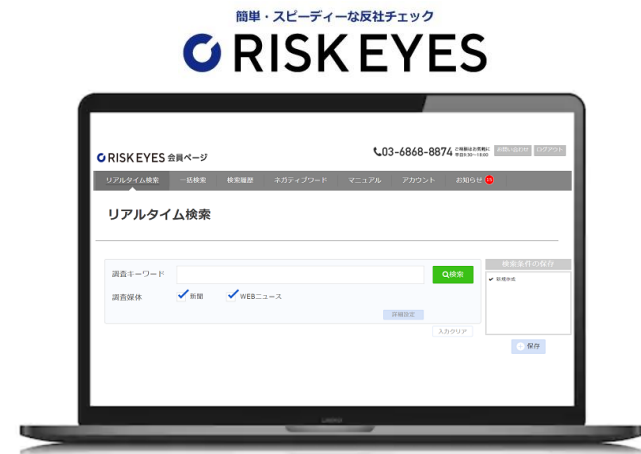 簡単・スピーディーな反社チェック
RISK EYES
RISK EYES 会員ページ
03-6868-8874
お問い合わせ ログアウト
リアルタイム検索 一括検索 検索履歴 ネガティブワード マニュアル アカウント お知らせ
リアルタイム検索
検索条件の保存
調査キーワード 検索
調査媒体 新聞 WEBニュース
詳細設定
入力クリア
保存